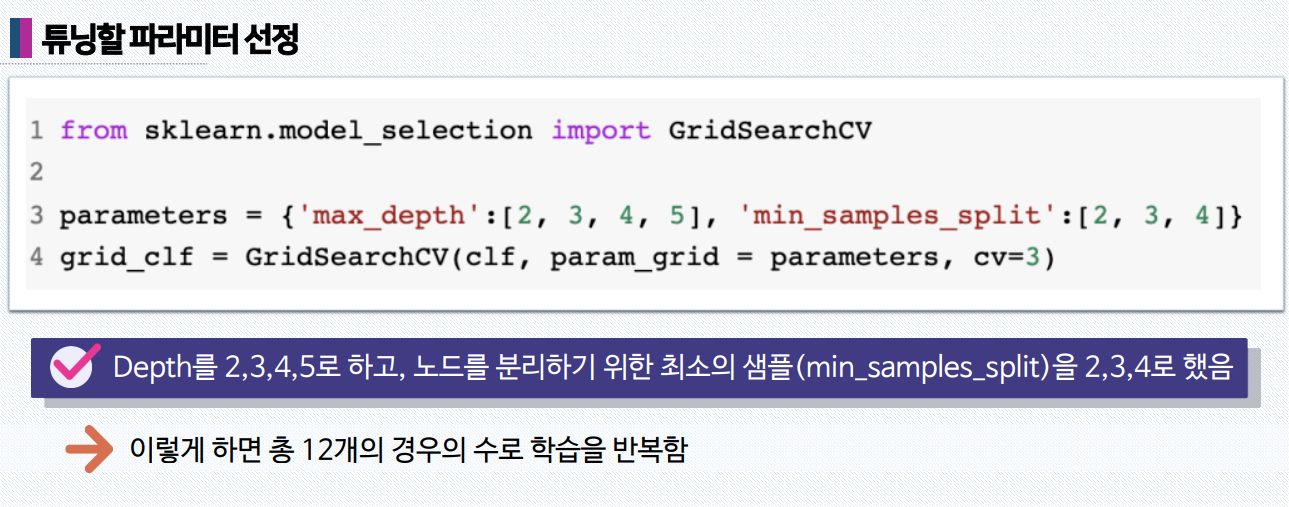 튜닝할 파라미터 선정
1 from sklearn.model_selection import GridSearchCV
2
3 parameters = {'max_depth':[2, 3, 4, 5], 'min_samples_split':[2, 3, 4]}
4 grid_clf = GridSearchCV(clf, param_grid = parameters, cv=3)
Depth를 2,3,4,5로 하고, 노드를 분리하기 위한 최소의 샘플(min_samples_split)을 2,3,4로 했음
이렇게 하면 총 12개의 경우의 수로 학습을 반복함